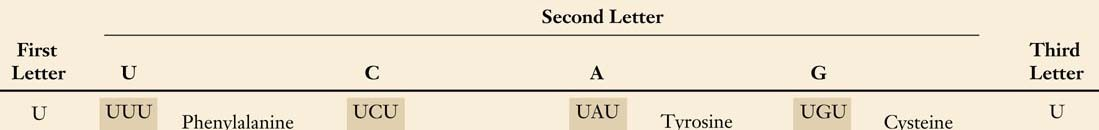 Second Letter
First Letter U C A G Third Letter
U UUU Phenylalanine UCU UAU Tyrosine UGU Cysteine U